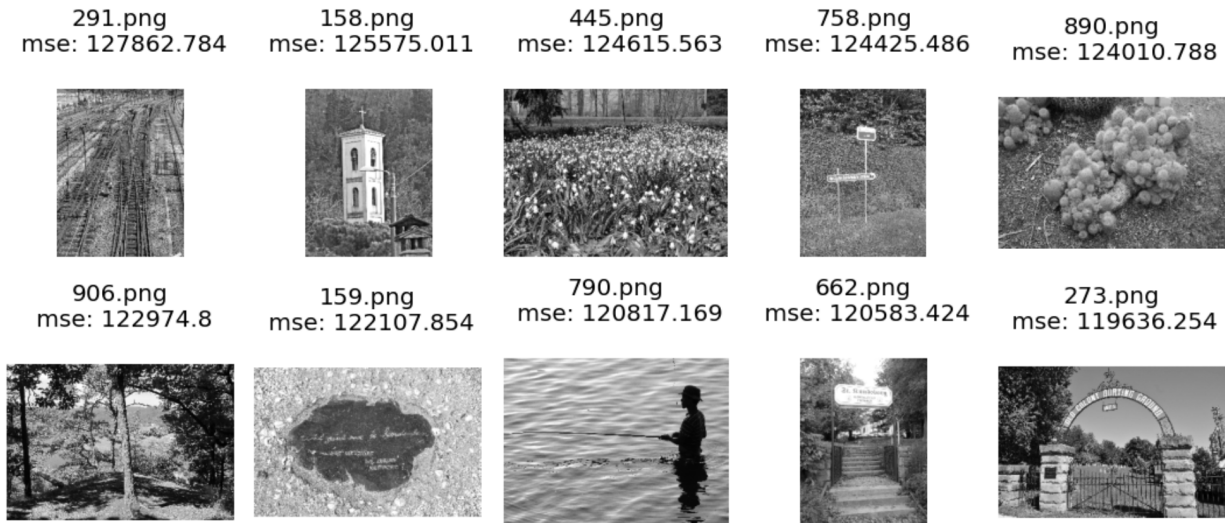 291.png
mse: 127862.784
158.png
mse: 125575.011
445.png
mse: 124615.563
758.png
mse: 124425.486
890.png
mse: 124010.788
906.png
mse: 122974.8
159.png
mse: 122107.854
790.png
mse: 120817.169
662.png
mse: 120583.424
273.png
mse: 119636.254
BURYING GROUND